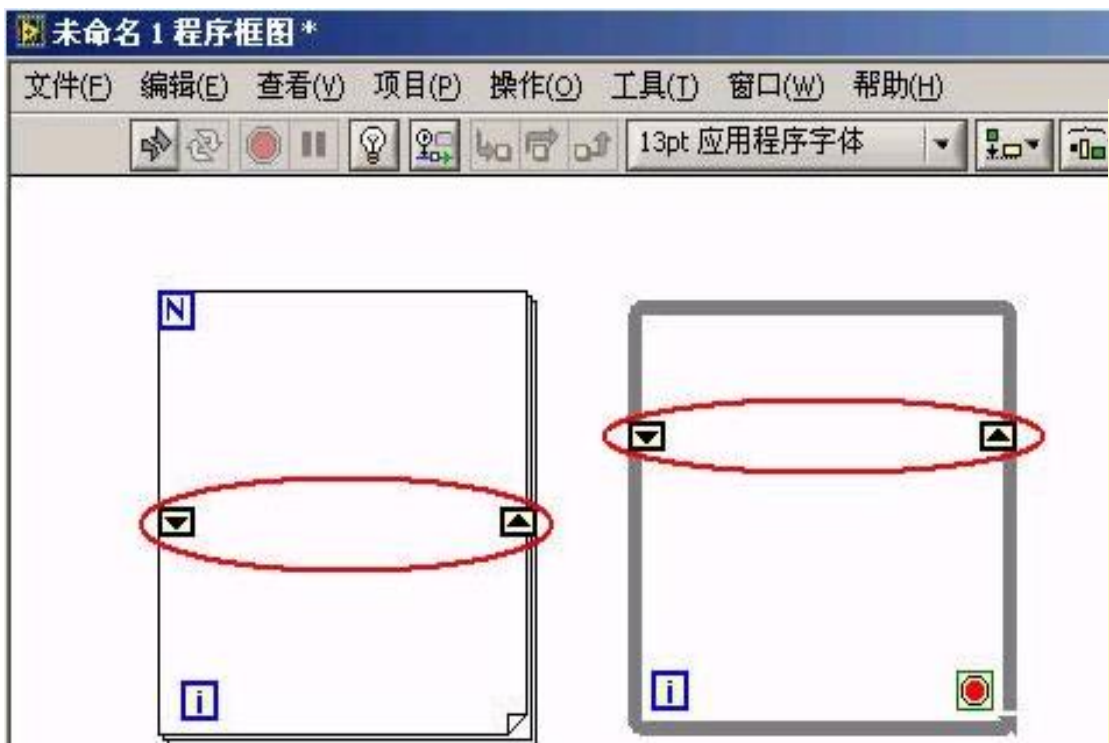 未命名 1 程序框图 *
文件(F) 编辑(E) 查看(V) 项目(P) 操作(O) 工具(T) 窗口(W) 帮助(H)
13pt 应用程序字体
N
i
i